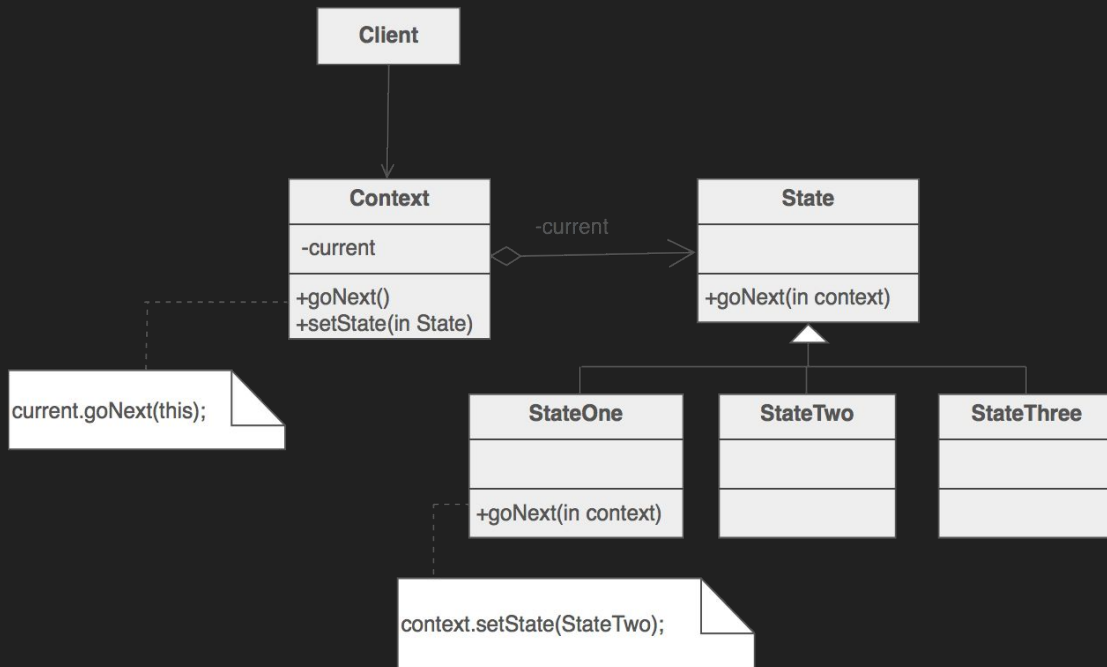 Client
Context
-current
+goNext()
+setState(in State)
-current
State
+goNext(in context)
current.goNext(this);
StateOne
+goNext(in context)
StateTwo
StateThree
context.setState(StateTwo);